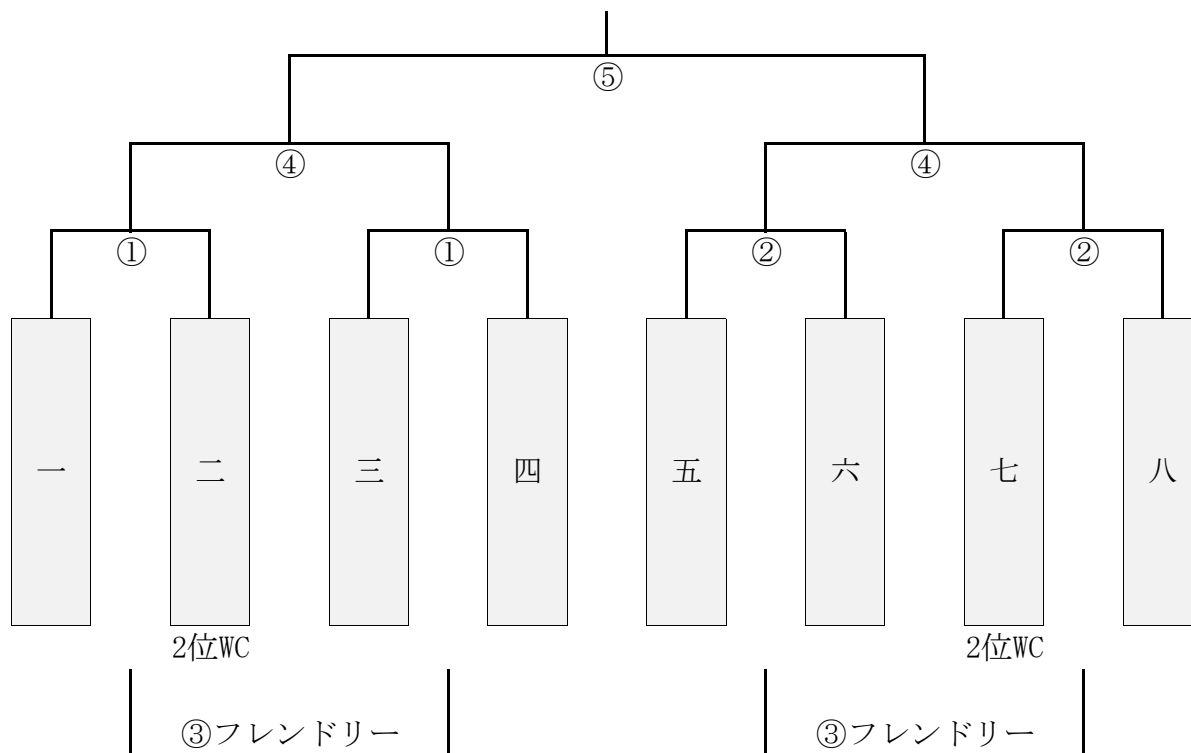 ⑤
④ ④
① ① ② ②
一 二 三 四 五 六 七 八
2位WC 2位WC
③フレンドリー ③フレンドリー